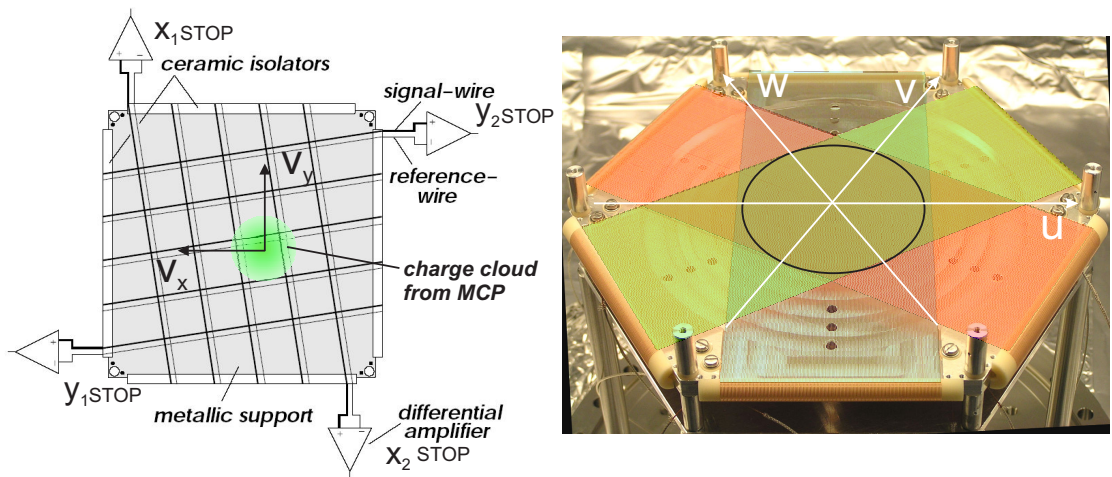 x₁STOP
ceramic isolators
signal-wire
y₂STOP
Vy
reference-
wire
Vx
charge cloud
from MCP
y₁STOP
metallic support
differential
amplifier
x₂ STOP
+ −
+
−
+
−
+ −
w
v
u